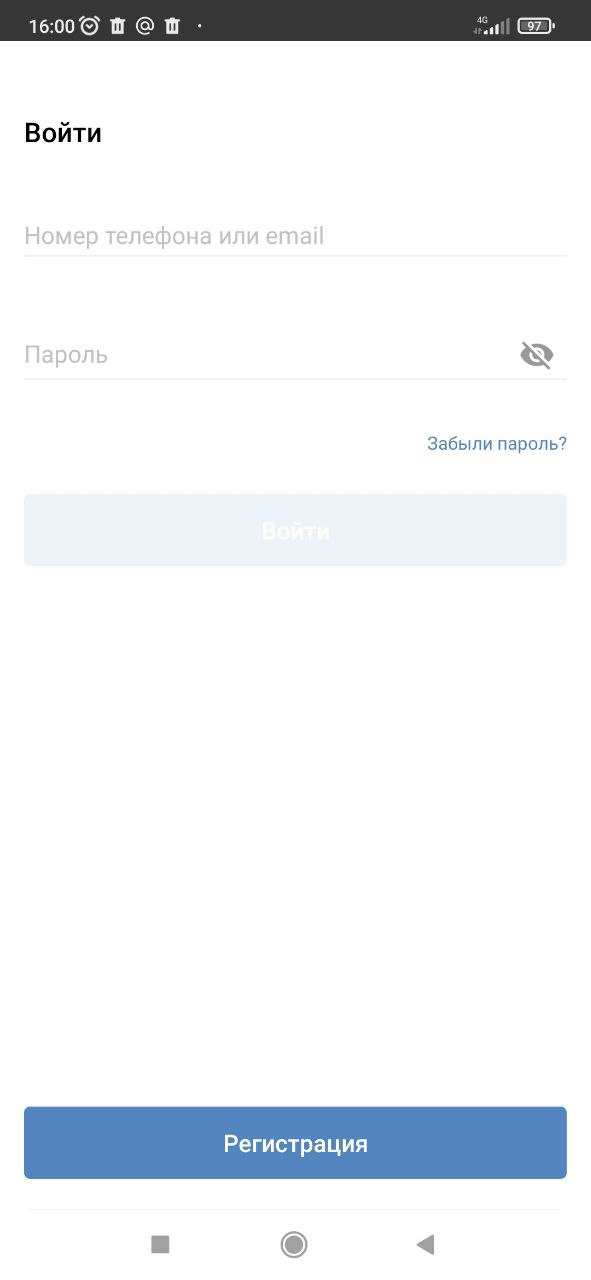 16:00
4G
97
Войти
Номер телефона или email
Пароль
Забыли пароль?
Войти
Регистрация